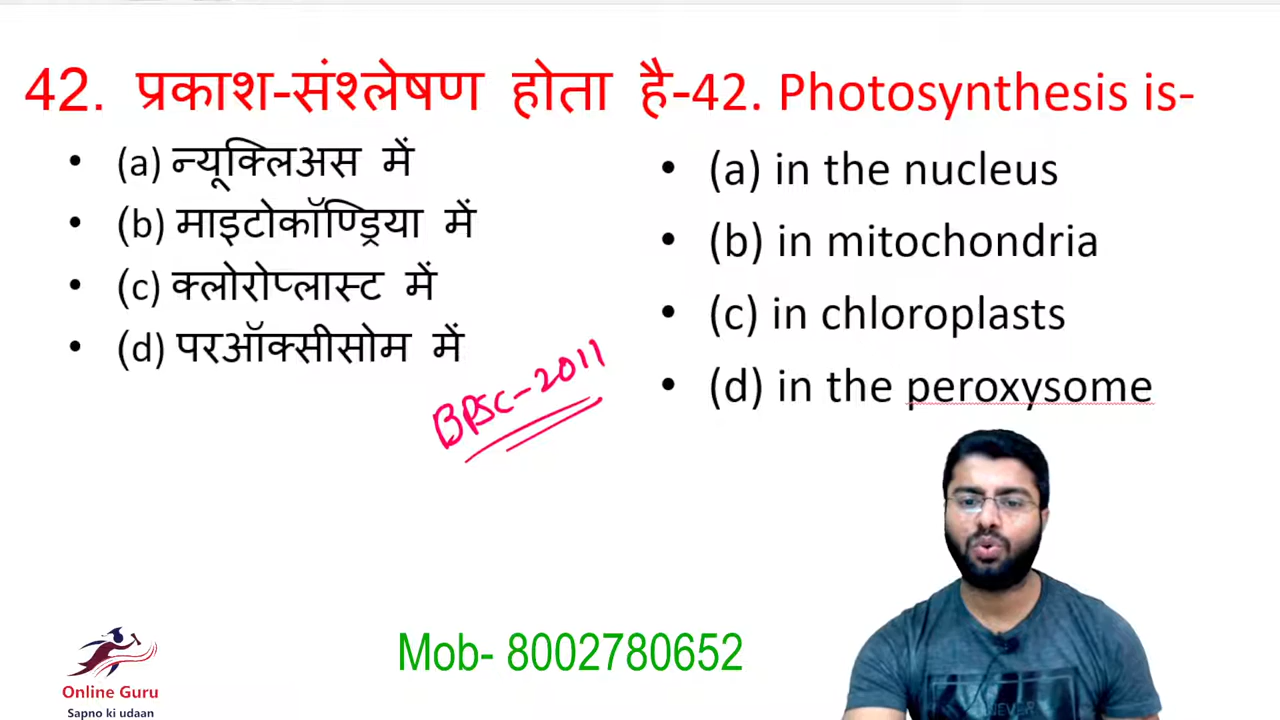 42. प्रकाश-संश्लेषण होता है-
• (a) न्यूक्लिअस में
• (b) माइटोकॉण्ड्रिया में
• (c) क्लोरोप्लास्ट में
• (d) परऑक्सीसोम में
BPSC-2011
42. Photosynthesis is-
• (a) in the nucleus
• (b) in mitochondria
• (c) in chloroplasts
• (d) in the peroxysome
Mob- 8002780652
Online Guru
Sapno ki udaan